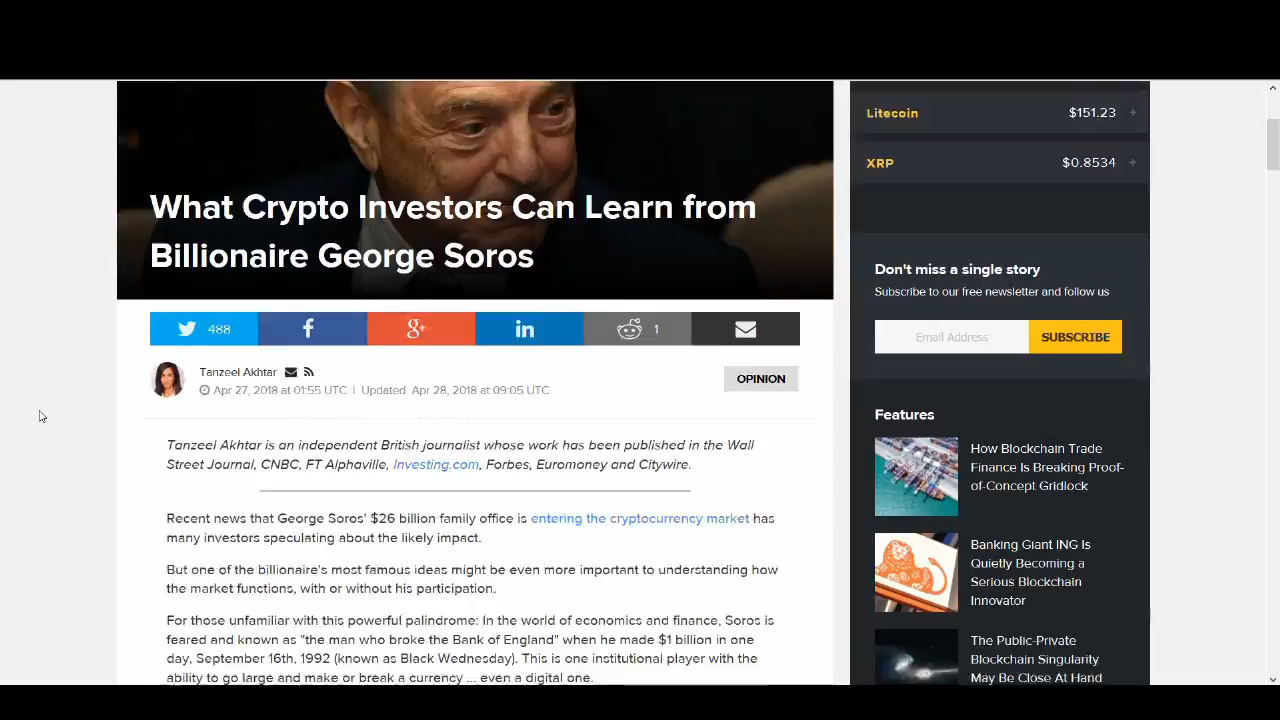 What Crypto Investors Can Learn from
Billionaire George Soros
488
1
Tanzeel Akhtar
Apr 27, 2018 at 01:55 UTC | Updated Apr 28, 2018 at 09:05 UTC
OPINION
Tanzeel Akhtar is an independent British journalist whose work has been published in the Wall
Street Journal, CNBC, FT Alphaville, Investing.com, Forbes, Euromoney and Citywire.
Recent news that George Soros' $26 billion family office is entering the cryptocurrency market has
many investors speculating about the likely impact.
But one of the billionaire's most famous ideas might be even more important to understanding how
the market functions, with or without his participation.
For those unfamiliar with this powerful palindrome: In the world of economics and finance, Soros is
feared and known as "the man who broke the Bank of England" when he made $1 billion in one
day, September 16th, 1992 (known as Black Wednesday). This is one institutional player with the
ability to go large and make or break a currency ... even a digital one.
Litecoin $151.23 +
XRP $0.8534 +
Don't miss a single story
Subscribe to our free newsletter and follow us
Email Address
SUBSCRIBE
Features
How Blockchain Trade
Finance Is Breaking Proof-
of-Concept Gridlock
Banking Giant ING Is
Quietly Becoming a
Serious Blockchain
Innovator
The Public-Private
Blockchain Singularity
May Be Close At Hand